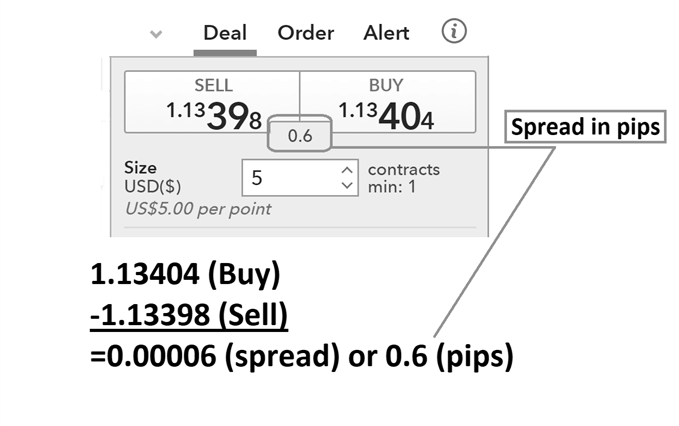 Deal Order Alert i
SELL BUY
1.13398 1.13404
0.6
Spread in pips
Size
USD($)
5
contracts
min: 1
US$5.00 per point
1.13404 (Buy)
-1.13398 (Sell)
=0.00006 (spread) or 0.6 (pips)